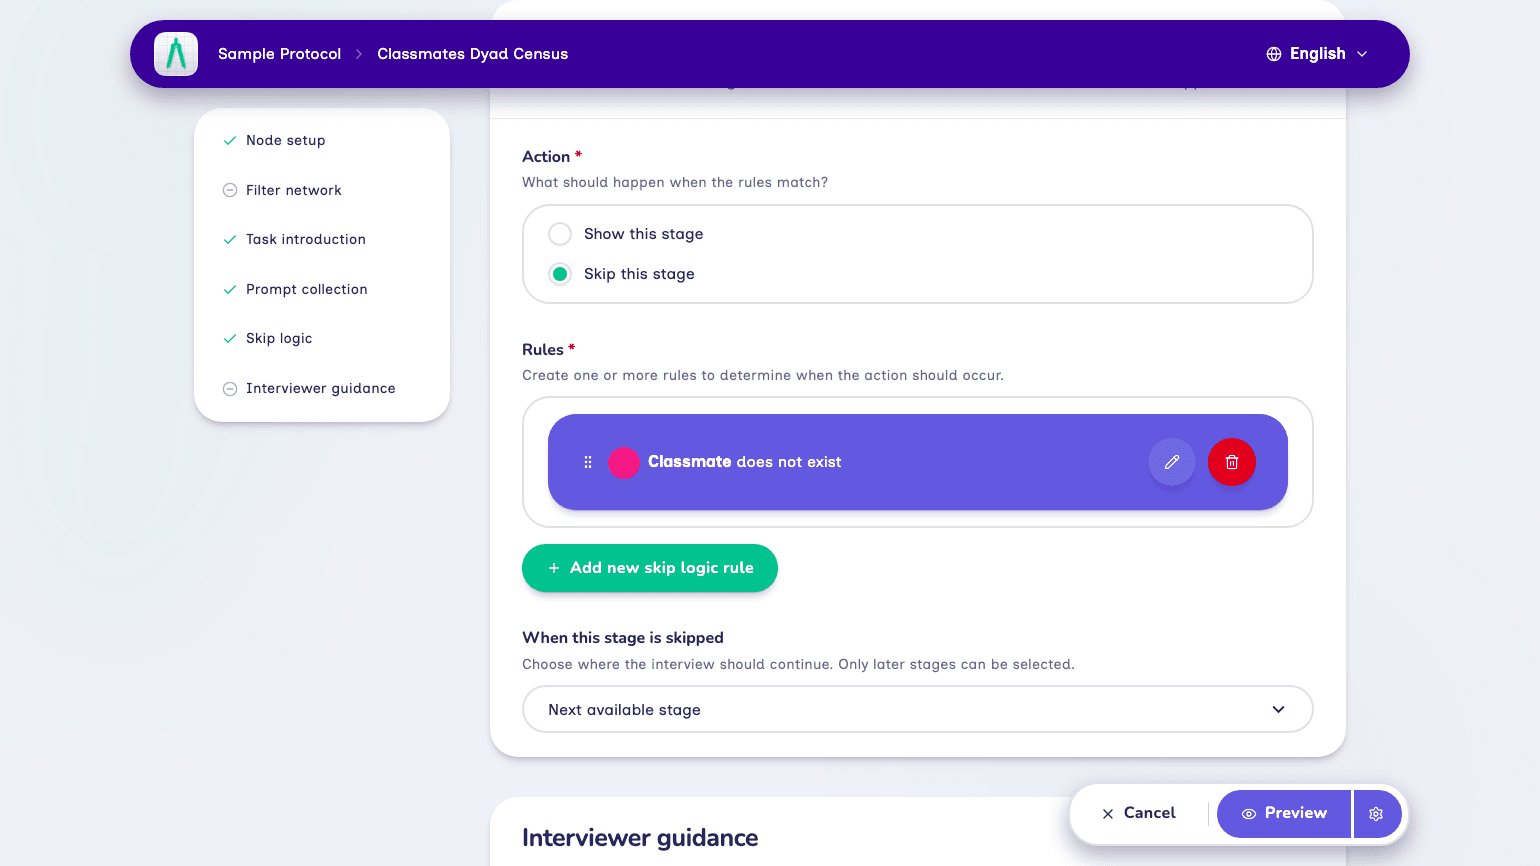 Sample Protocol
Classmates Dyad Census
English
Node setup
Filter network
Task introduction
Prompt collection
Skip logic
Interviewer guidance
Action *
What should happen when the rules match?
Show this stage
Skip this stage
Rules *
Create one or more rules to determine when the action should occur.
Classmate does not exist
Add new skip logic rule
When this stage is skipped
Choose where the interview should continue. Only later stages can be selected.
Next available stage
Interviewer guidance
Cancel
Preview